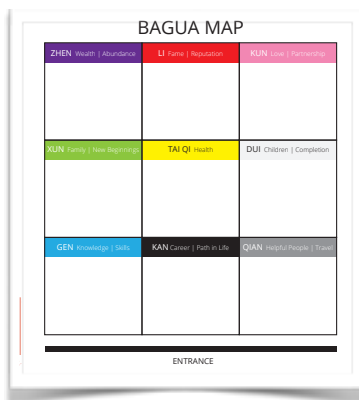 BAGUA MAP
ZHEN Wealth | Abundance
LI Fame | Reputation
KUN Love | Partnership
XUN Family | New Beginnings
TAI QI Health
DUI Children | Completion
GEN Knowledge | Skills
KAN Career | Path in Life
QIAN Helpful People | Travel
ENTRANCE